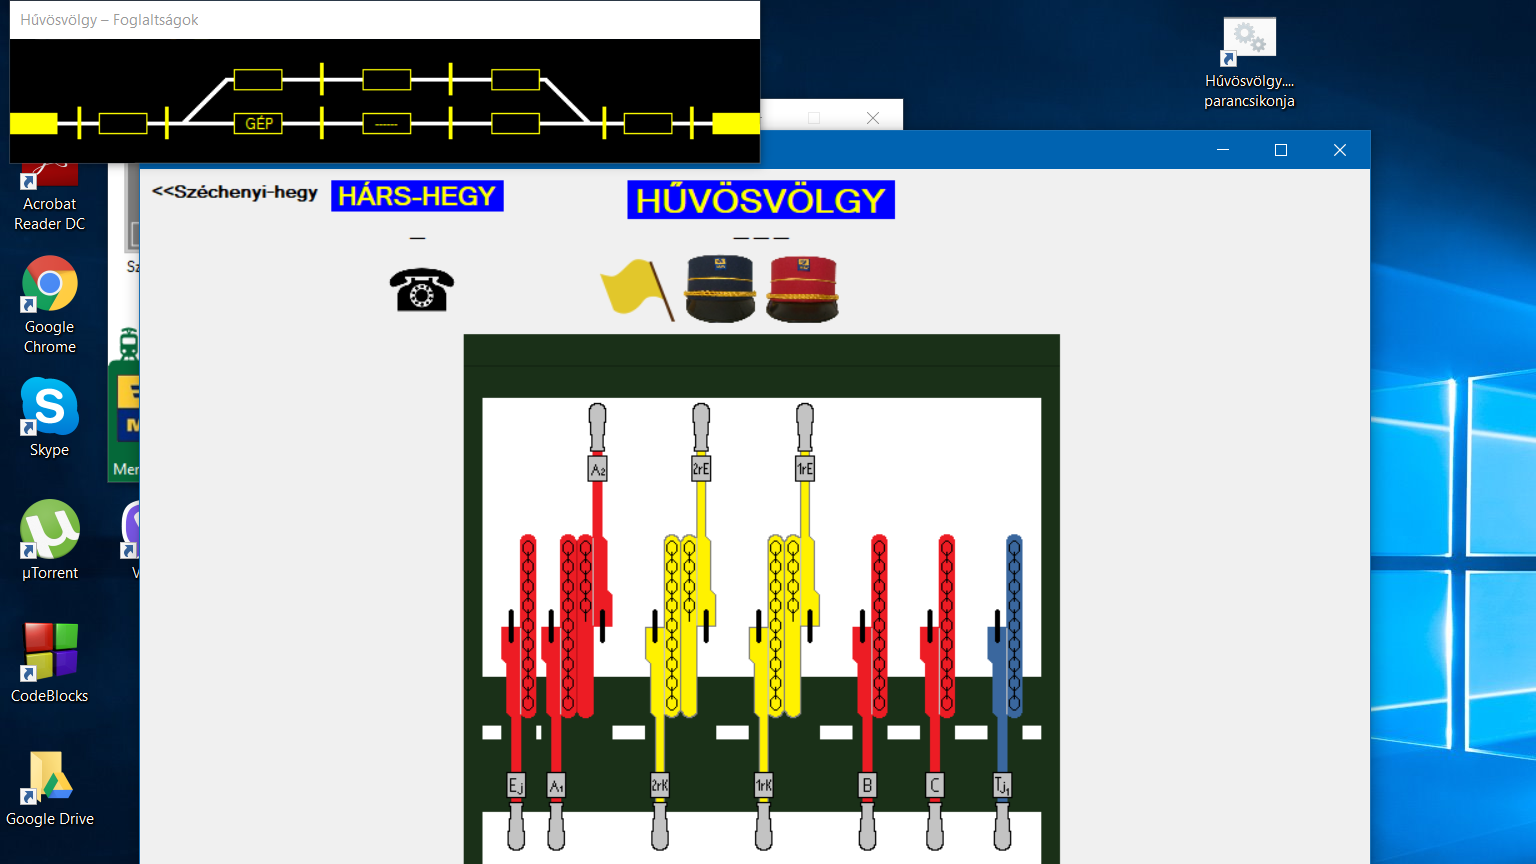 Hűvösvölgy – Foglaltságok
GÉP
------
Hűvösvölgy....
parancsikonja
<<Széchenyi-hegy
HÁRS-HEGY
HŰVÖSVÖLGY
—
— — —
Acrobat
Reader DC
Sz
Google
Chrome
Skype
M
Mer
µTorrent
V
CodeBlocks
Google Drive
A₂
2rE
1rE
Ej
A₁
2rK
1rK
B
C
Tj₁